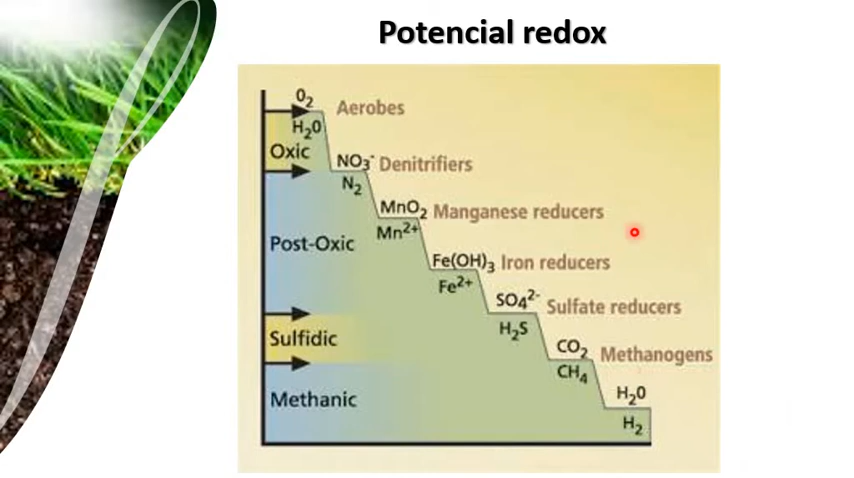 Potencial redox
O₂
Aerobes
H₂0
Oxic
NO₃⁻ Denitrifiers
N₂
MnO₂ Manganese reducers
Mn²⁺
Post-Oxic
Fe(OH)₃ Iron reducers
Fe²⁺
SO₄²⁻ Sulfate reducers
H₂S
Sulfidic
CO₂ Methanogens
CH₄
Methanic
H₂0
H₂